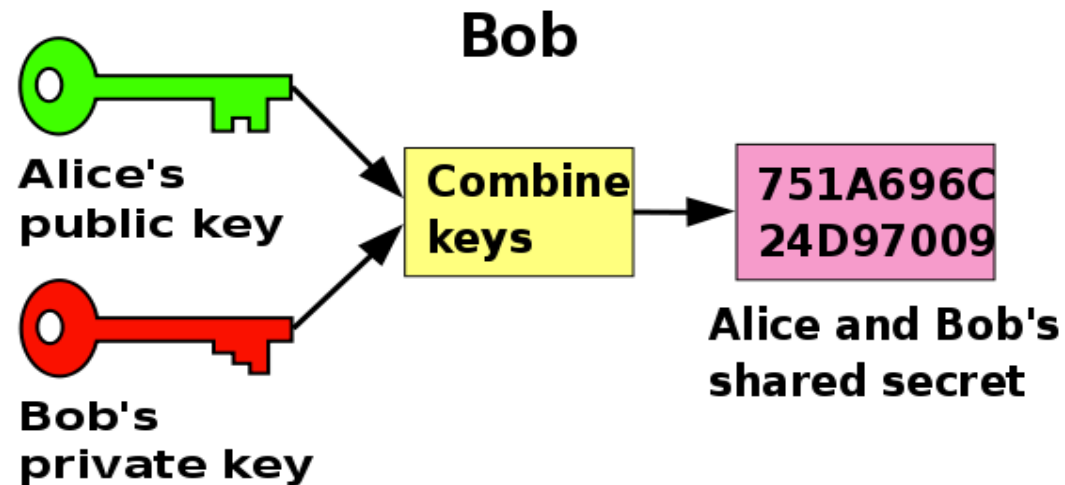 Bob
Alice's
public key
Combine
keys
751A696C
24D97009
Alice and Bob's
shared secret
Bob's
private key